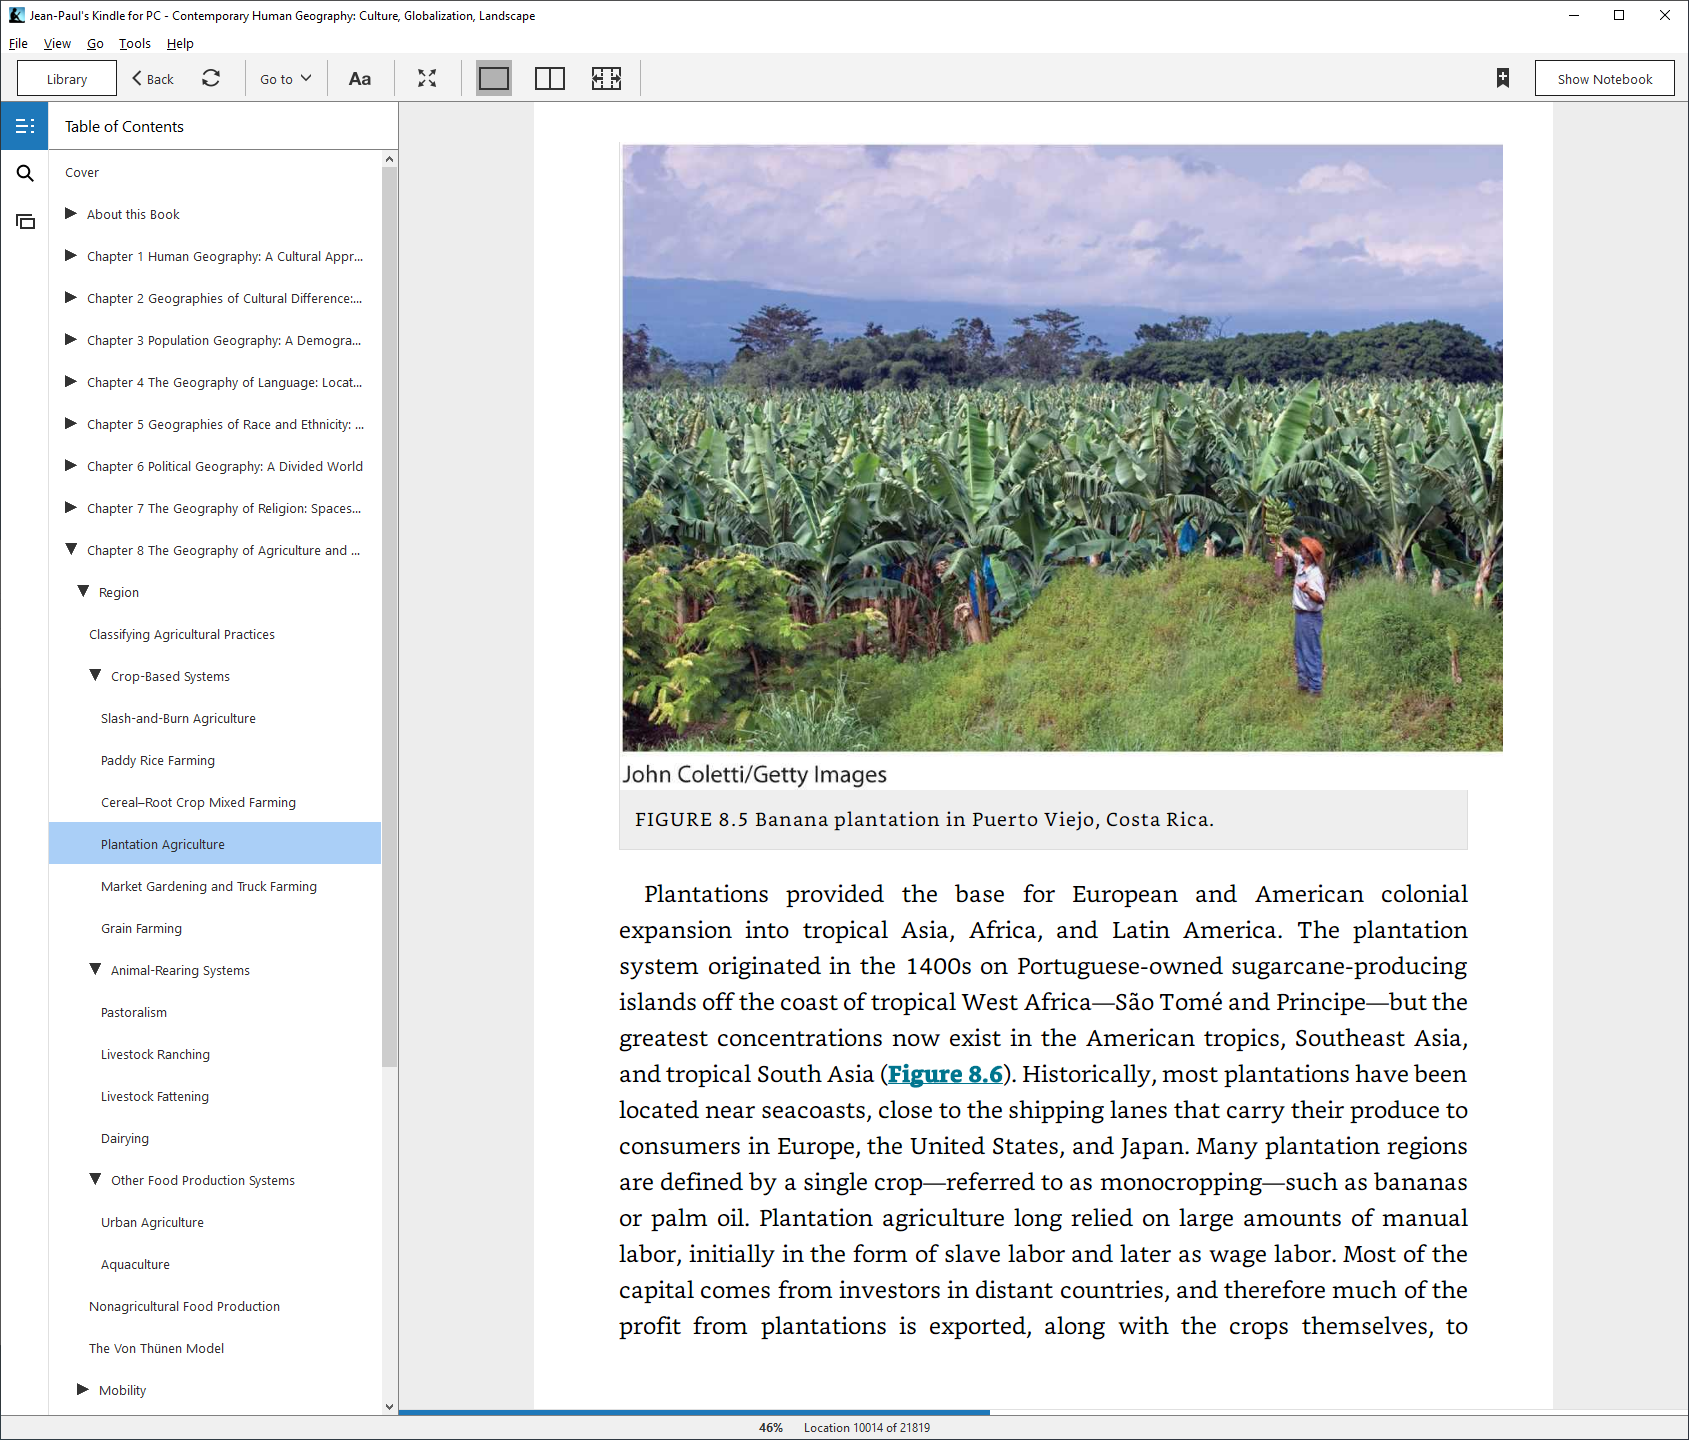 Jean-Paul's Kindle for PC - Contemporary Human Geography: Culture, Globalization, Landscape
File View Go Tools Help
Library Back Go to Aa Show Notebook
Table of Contents
Cover
About this Book
Chapter 1 Human Geography: A Cultural Appr...
Chapter 2 Geographies of Cultural Difference:...
Chapter 3 Population Geography: A Demogra...
Chapter 4 The Geography of Language: Locat...
Chapter 5 Geographies of Race and Ethnicity: ...
Chapter 6 Political Geography: A Divided World
Chapter 7 The Geography of Religion: Spaces...
Chapter 8 The Geography of Agriculture and ...
Region
Classifying Agricultural Practices
Crop-Based Systems
Slash-and-Burn Agriculture
Paddy Rice Farming
Cereal–Root Crop Mixed Farming
Plantation Agriculture
Market Gardening and Truck Farming
Grain Farming
Animal-Rearing Systems
Pastoralism
Livestock Ranching
Livestock Fattening
Dairying
Other Food Production Systems
Urban Agriculture
Aquaculture
Nonagricultural Food Production
The Von Thünen Model
Mobility
John Coletti/Getty Images
FIGURE 8.5 Banana plantation in Puerto Viejo, Costa Rica.
Plantations provided the base for European and American colonial
expansion into tropical Asia, Africa, and Latin America. The plantation
system originated in the 1400s on Portuguese-owned sugarcane-producing
islands off the coast of tropical West Africa—São Tomé and Principe—but the
greatest concentrations now exist in the American tropics, Southeast Asia,
and tropical South Asia (Figure 8.6). Historically, most plantations have been
located near seacoasts, close to the shipping lanes that carry their produce to
consumers in Europe, the United States, and Japan. Many plantation regions
are defined by a single crop—referred to as monocropping—such as bananas
or palm oil. Plantation agriculture long relied on large amounts of manual
labor, initially in the form of slave labor and later as wage labor. Most of the
capital comes from investors in distant countries, and therefore much of the
profit from plantations is exported, along with the crops themselves, to
46% Location 10014 of 21819